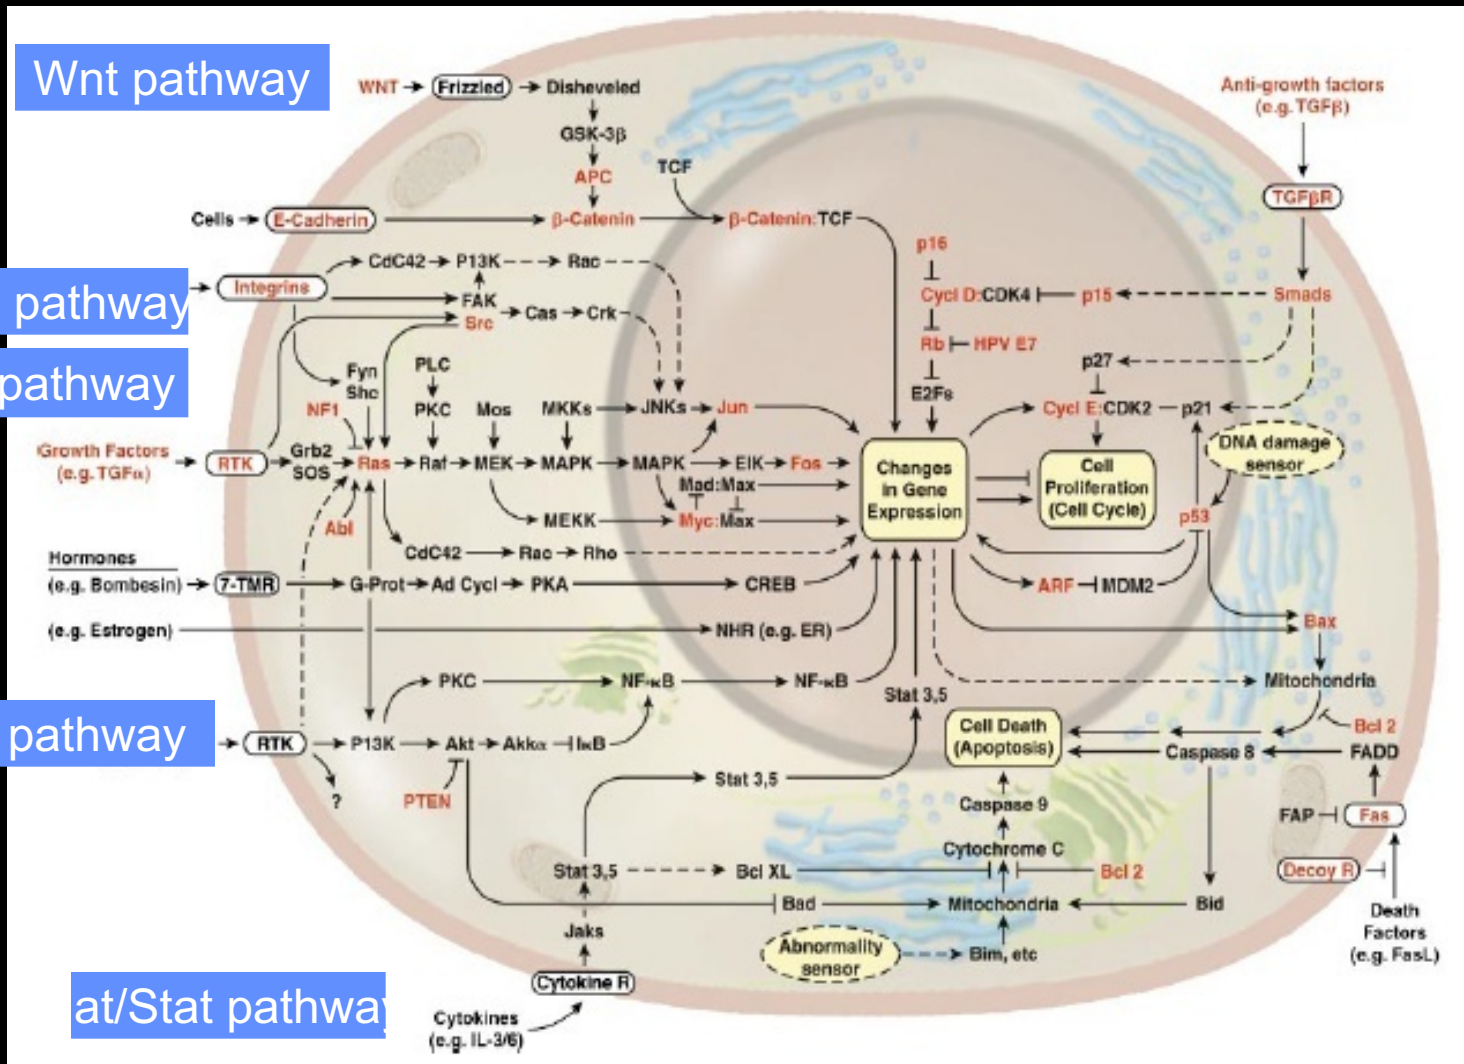 Wnt pathway
WNT
Frizzled
Disheveled
GSK-3β
APC
TCF
Cells
E-Cadherin
β-Catenin
β-Catenin:TCF
Anti-growth factors
(e.g. TGFβ)
TGFβR
p16
CdC42
P13K
Rac
pathway
Integrins
FAK
Src
Cas
Crk
Cycl D:CDK4
p15
Smads
Rb
HPV E7
pathway
Fyn
Shc
PLC
p27
E2Fs
NF1
PKC
Mos
MKKs
JNKs
Jun
Cycl E:CDK2
p21
Growth Factors
(e.g. TGFα)
RTK
Grb2
SOS
Ras
Raf
MEK
MAPK
MAPK
ElK
Fos
Changes
in Gene
Expression
Cell
Proliferation
(Cell Cycle)
DNA damage
sensor
Mad:Max
Abl
MEKK
Myc:Max
p53
CdC42
Rac
Rho
Hormones
(e.g. Bombesin)
7-TMR
G-Prot
Ad Cycl
PKA
CREB
ARF
MDM2
(e.g. Estrogen)
NHR (e.g. ER)
Bax
PKC
NF-κB
NF-κB
Stat 3,5
Mitochondria
pathway
RTK
P13K
Akt
Akkα
IκB
Cell Death
(Apoptosis)
Bcl 2
Caspase 8
FADD
?
PTEN
Stat 3,5
Caspase 9
FAP
Fas
Cytochrome C
Stat 3,5
Bcl XL
Bcl 2
Decoy R
Bad
Mitochondria
Bid
Jaks
Abnormality
sensor
Bim, etc
Death
Factors
(e.g. FasL)
Cytokine R
at/Stat pathway
Cytokines
(e.g. IL-3/6)